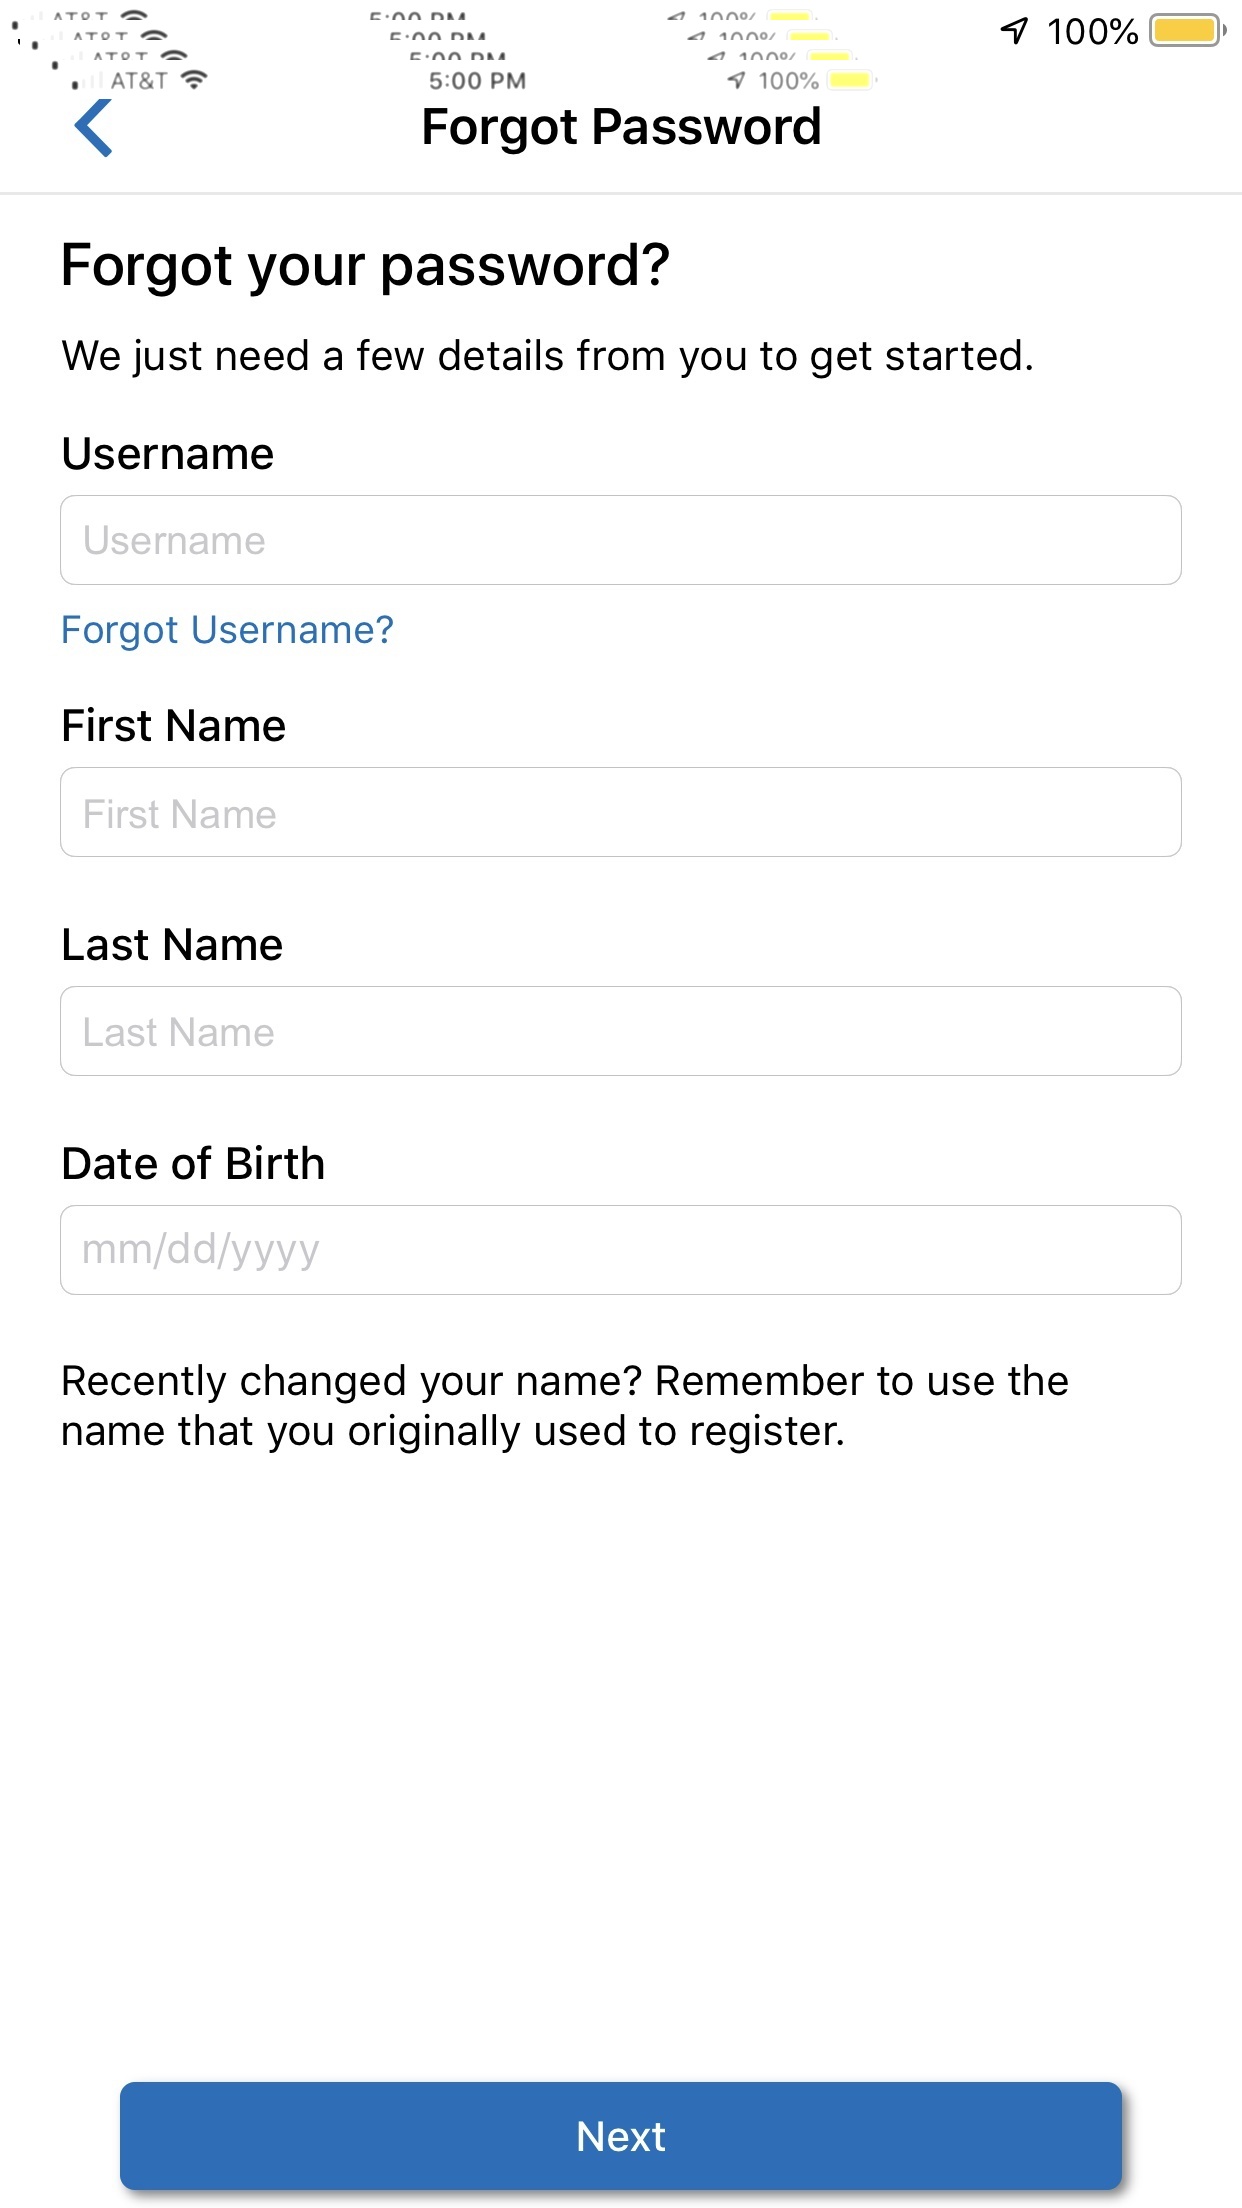 100%
AT&T 5:00 PM 100%
Forgot Password
Forgot your password?
We just need a few details from you to get started.
Username
Username
Forgot Username?
First Name
First Name
Last Name
Last Name
Date of Birth
mm/dd/yyyy
Recently changed your name? Remember to use the
name that you originally used to register.
Next